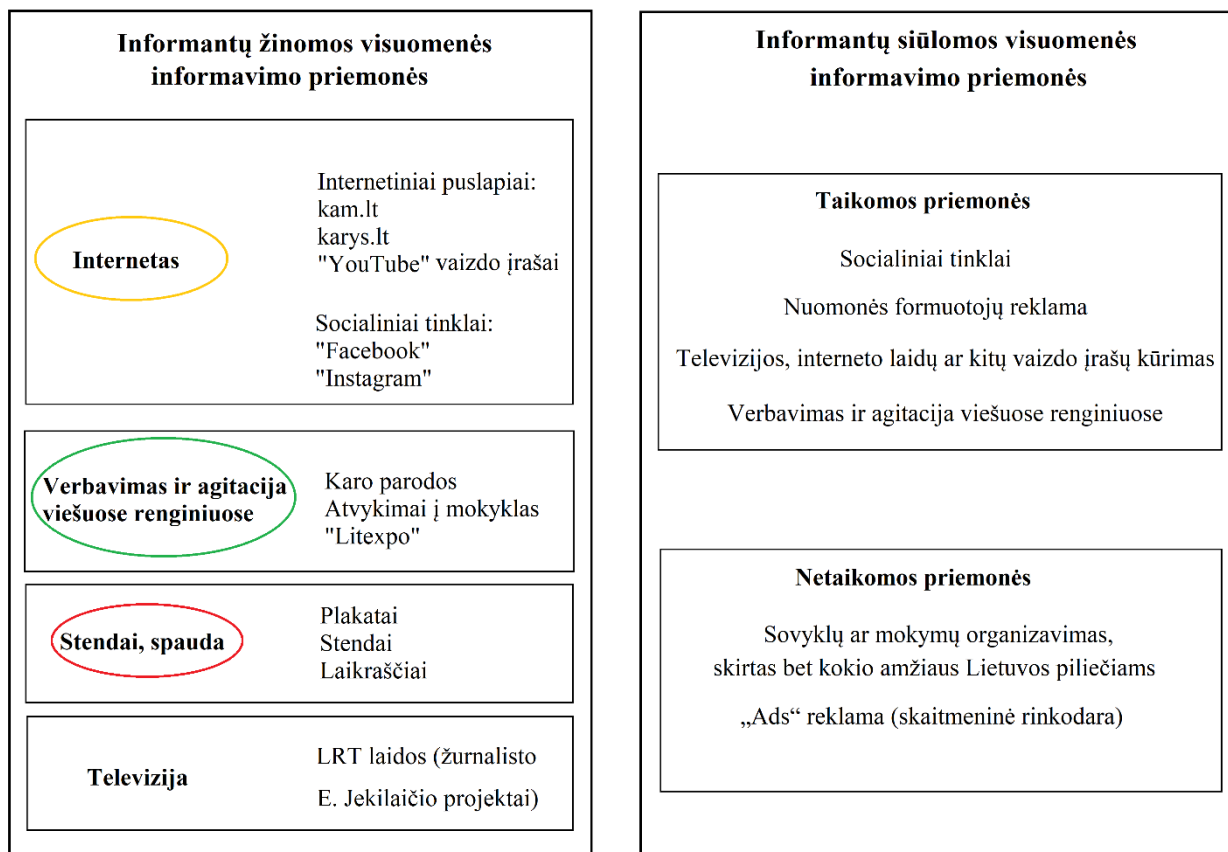 Informantų žinomos visuomenės
informavimo priemonės
Internetas
Internetiniai puslapiai:
kam.lt
karys.lt
"YouTube" vaizdo įrašai
Socialiniai tinklai:
"Facebook"
"Instagram"
Verbavimas ir agitacija
viešuose renginiuose
Karo parodos
Atvykimai į mokyklas
"Litexpo"
Stendai, spauda
Plakatai
Stendai
Laikraščiai
Televizija
LRT laidos (žurnalisto
E. Jekilaičio projektai)
Informantų siūlomos visuomenės
informavimo priemonės
Taikomos priemonės
Socialiniai tinklai
Nuomonės formuotojų reklama
Televizijos, interneto laidų ar kitų vaizdo įrašų kūrimas
Verbavimas ir agitacija viešuose renginiuose
Netaikomos priemonės
Sovyklų ar mokymų organizavimas,
skirtas bet kokio amžiaus Lietuvos piliečiams
„Ads“ reklama (skaitmeninė rinkodara)